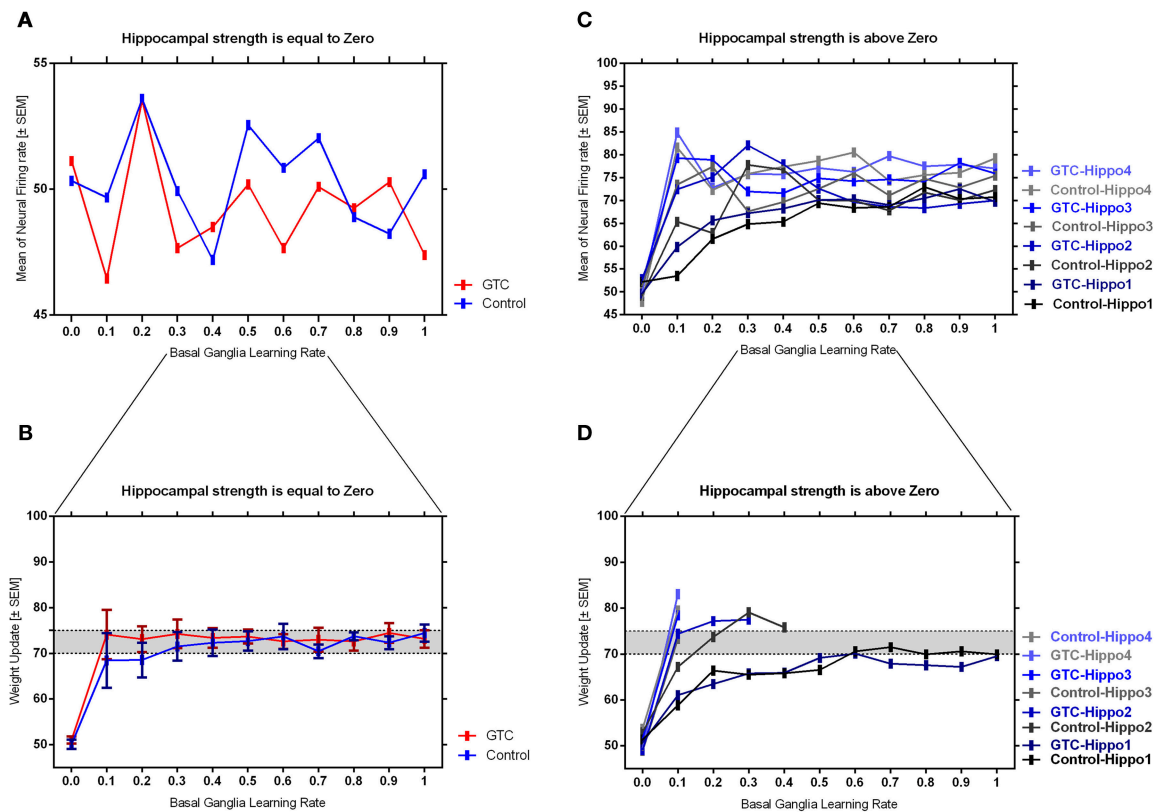 A
Hippocampal strength is equal to Zero
Mean of Neural Firing rate [± SEM]
55
50
45
0.0 0.1 0.2 0.3 0.4 0.5 0.6 0.7 0.8 0.9 1
Basal Ganglia Learning Rate
GTC
Control
C
Hippocampal strength is above Zero
Mean of Neural Firing rate [± SEM]
100
95
90
85
80
75
70
65
60
55
50
45
0.0 0.1 0.2 0.3 0.4 0.5 0.6 0.7 0.8 0.9 1
Basal Ganglia Learning Rate
GTC-Hippo4
Control-Hippo4
GTC-Hippo3
Control-Hippo3
GTC-Hippo2
Control-Hippo2
GTC-Hippo1
Control-Hippo1
B
Hippocampal strength is equal to Zero
Weight Update [± SEM]
100
90
80
70
60
50
0.0 0.1 0.2 0.3 0.4 0.5 0.6 0.7 0.8 0.9 1
Basal Ganglia Learning Rate
GTC
Control
D
Hippocampal strength is above Zero
Weight Update [± SEM]
100
90
80
70
60
50
0.0 0.1 0.2 0.3 0.4 0.5 0.6 0.7 0.8 0.9 1
Basal Ganglia Learning Rate
Control-Hippo4
GTC-Hippo4
GTC-Hippo3
Control-Hippo3
GTC-Hippo2
Control-Hippo2
GTC-Hippo1
Control-Hippo1